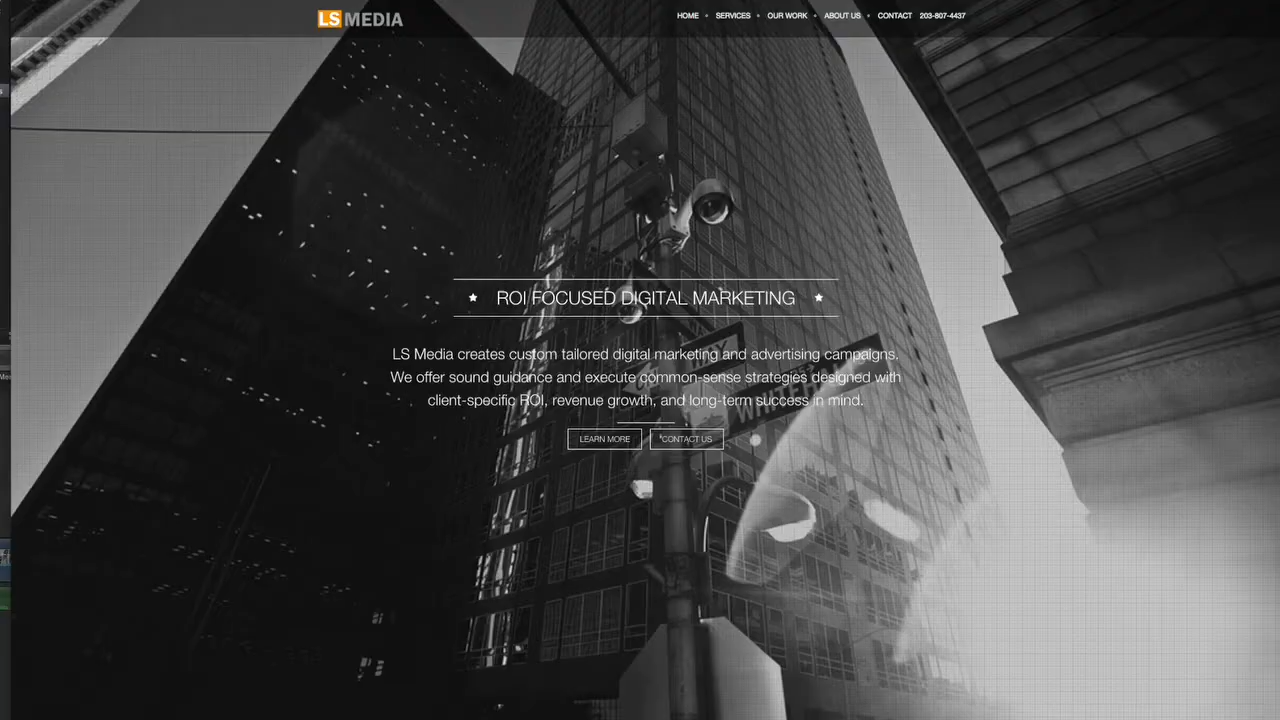 LS MEDIA
HOME SERVICES OUR WORK ABOUT US CONTACT 203-807-4437
ROI FOCUSED DIGITAL MARKETING
LS Media creates custom tailored digital marketing and advertising campaigns.
We offer sound guidance and execute common-sense strategies designed with
client-specific ROI, revenue growth, and long-term success in mind.
LEARN MORE CONTACT US